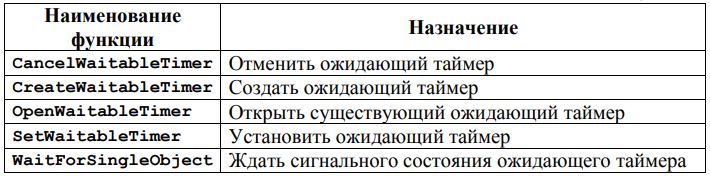 Наименование функции Назначение
CancelWaitableTimer Отменить ожидающий таймер
CreateWaitableTimer Создать ожидающий таймер
OpenWaitableTimer Открыть существующий ожидающий таймер
SetWaitableTimer Установить ожидающий таймер
WaitForSingleObject Ждать сигнального состояния ожидающего таймера